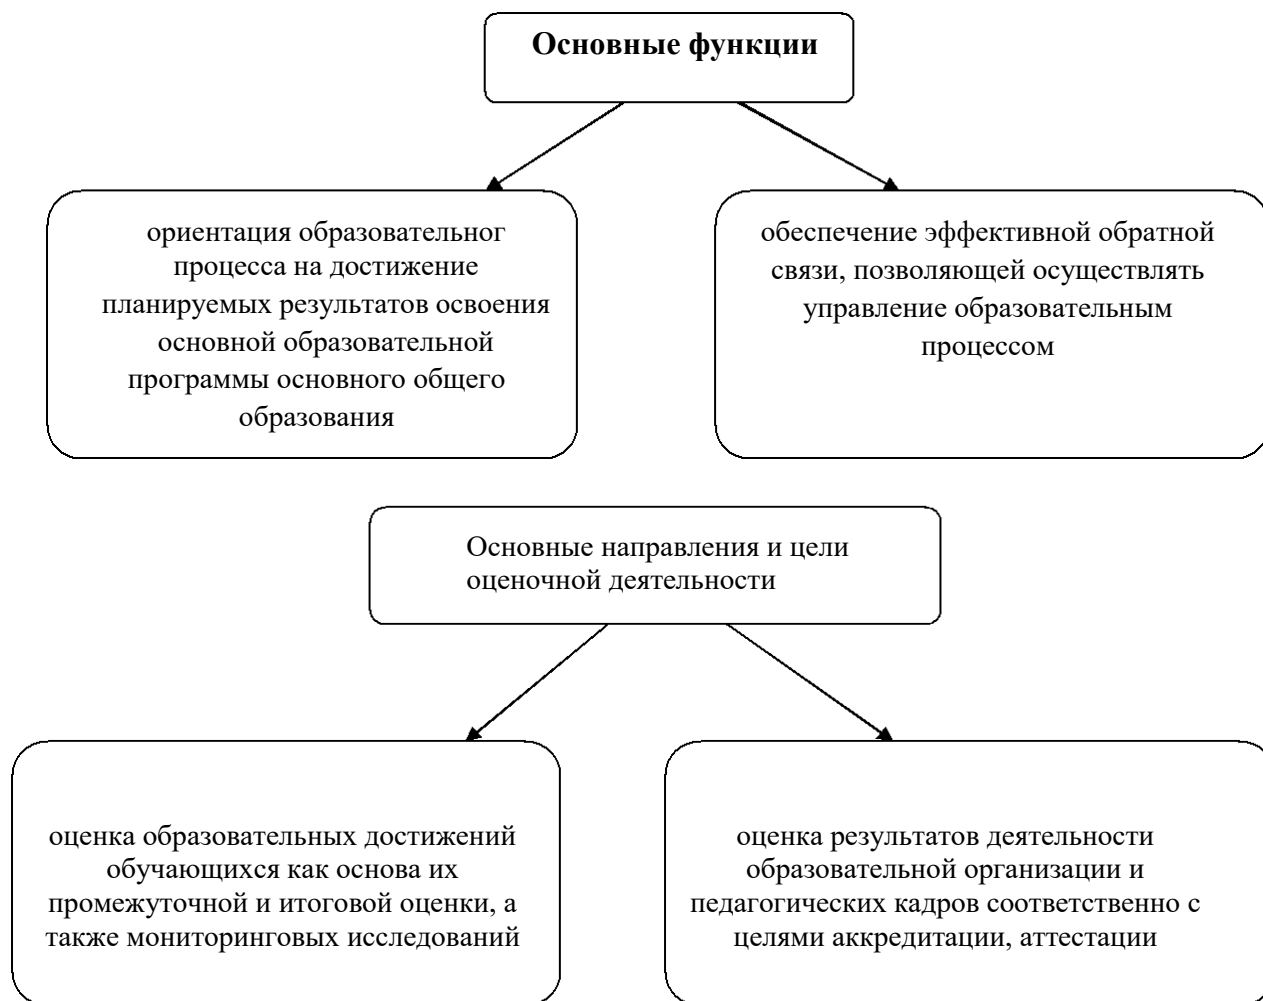 Основные функции
ориентация образовательног
процесса на достижение
планируемых результатов освоения
основной образовательной
программы основного общего
образования
обеспечение эффективной обратной
связи, позволяющей осуществлять
управление образовательным
процессом
Основные направления и цели
оценочной деятельности
оценка образовательных достижений
обучающихся как основа их
промежуточной и итоговой оценки, а
также мониторинговых исследований
оценка результатов деятельности
образовательной организации и
педагогических кадров соответственно с
целями аккредитации, аттестации